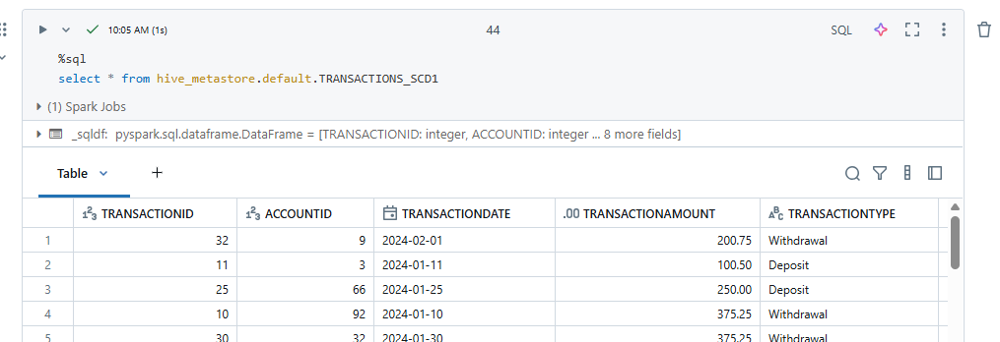 10:05 AM (1s)
44
SQL
%sql
select * from hive_metastore.default.TRANSACTIONS_SCD1
(1) Spark Jobs
_sqldf: pyspark.sql.dataframe.DataFrame = [TRANSACTIONID: integer, ACCOUNTID: integer ... 8 more fields]
Table +
123 TRANSACTIONID 123 ACCOUNTID TRANSACTIONDATE .00 TRANSACTIONAMOUNT ABC TRANSACTIONTYPE
1 32 9 2024-02-01 200.75 Withdrawal
2 11 3 2024-01-11 100.50 Deposit
3 25 66 2024-01-25 250.00 Deposit
4 10 92 2024-01-10 375.25 Withdrawal
5 30 32 2024-01-30 375.25 Withdrawal